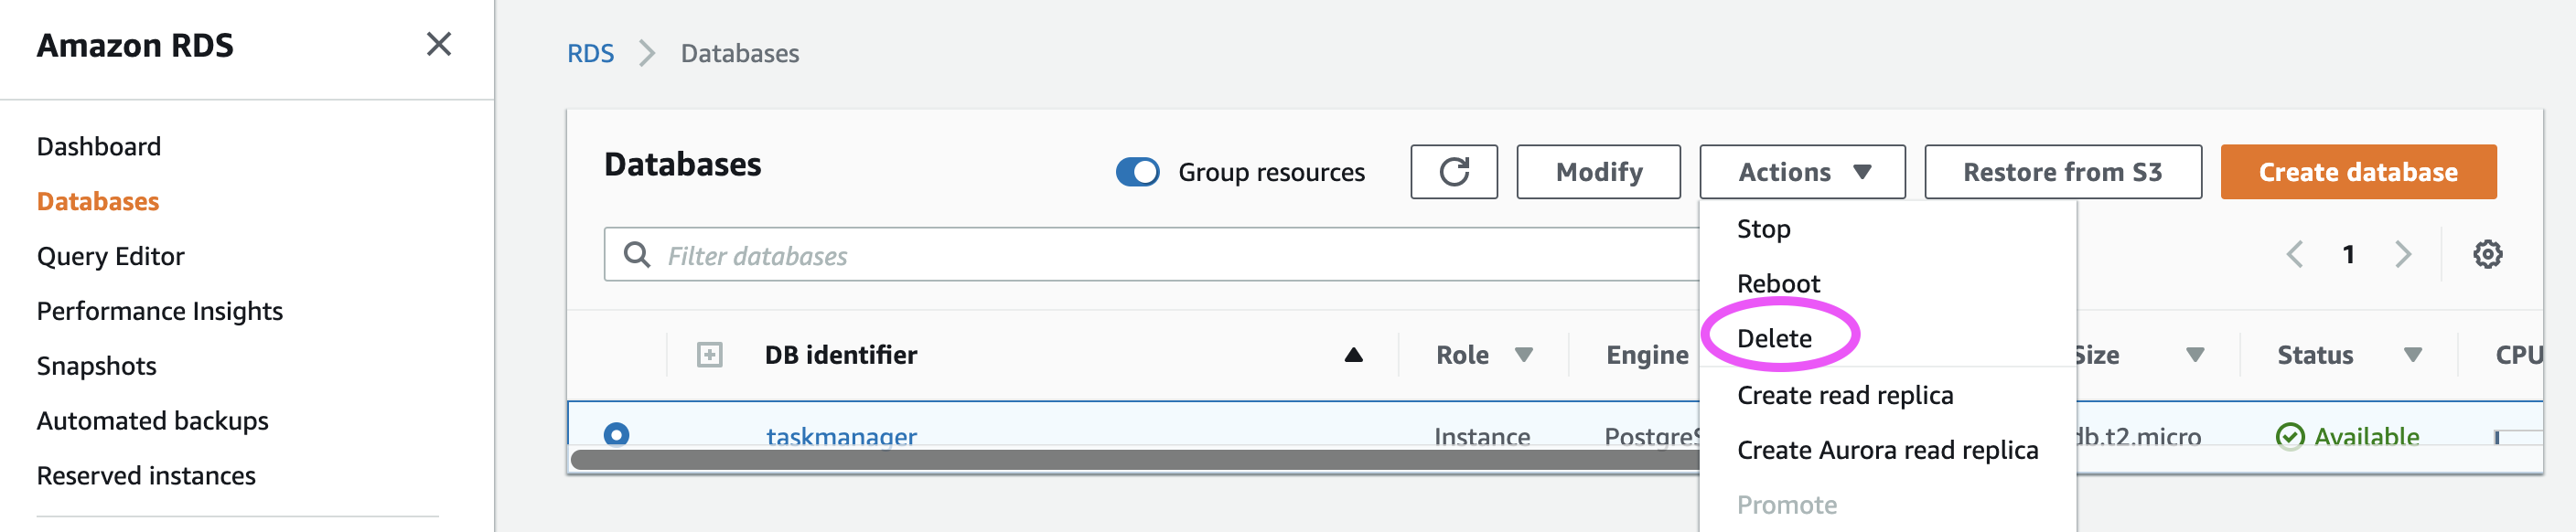 Amazon RDS
Dashboard
Databases
Query Editor
Performance Insights
Snapshots
Automated backups
Reserved instances
RDS > Databases
Databases
Group resources
Modify
Actions
Restore from S3
Create database
Filter databases
1
Stop
Reboot
Delete
Create read replica
Create Aurora read replica
Promote
DB identifier
Role
Engine
Size
Status
CPU
taskmanager
Instance
PostgreS
db.t2.micro
Available